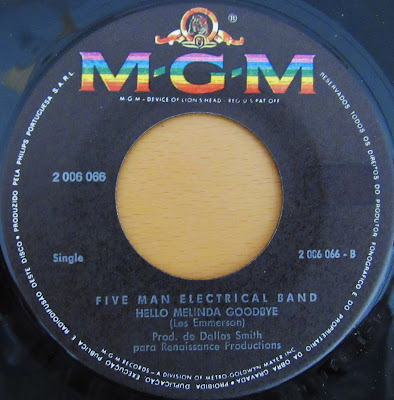 ®
M-G-M
M-G-M - DEVICE OF LION'S HEAD - REG U S PAT OFF
RESERVADOS TODOS OS DIREITOS DO PRODUTOR FONOGRAFICO E DO PROPRIETARIO DA OBRA GRAVADA • PROIBIDA A DUPLICAÇÃO, EXECUÇÃO PUBLICA E RADIODIFUSÃO DESTE DISCO • PRODUZIDO PELA PHILIPS PORTUGUESA S.A.R.L.
2 006 066
Single
2 006 066 - B
FIVE MAN ELECTRICAL BAND
HELLO MELINDA GOODBYE
(Les Emmerson)
Prod. de Dallas Smith
para Renaissance Productions
M G M RECORDS - A DIVISION OF METRO-GOLDWYN-MAYER INC